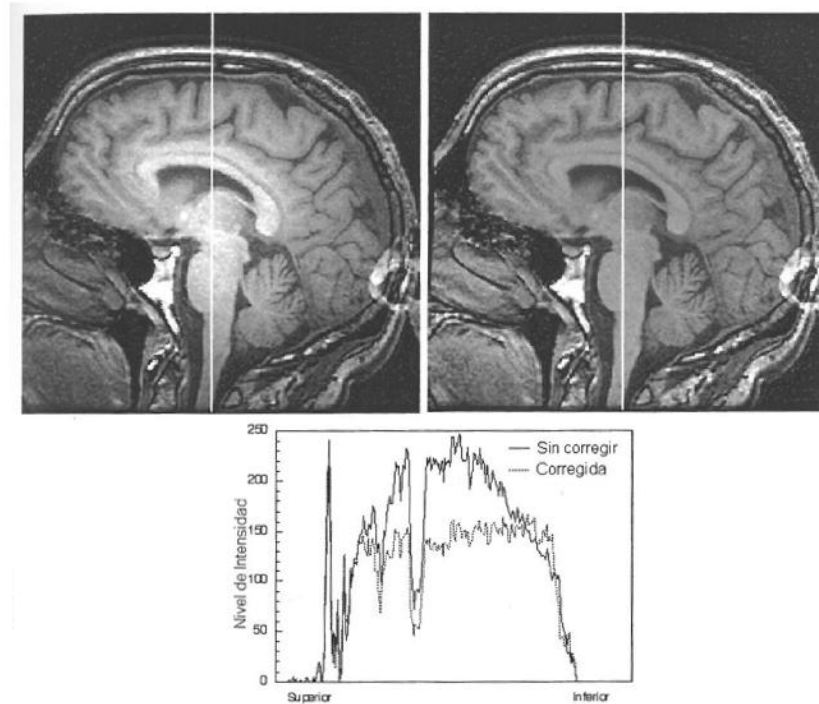 250
200
150
100
50
0
Nivel de Intensidad
Sin corregir
Corregida
Superior
Inferior